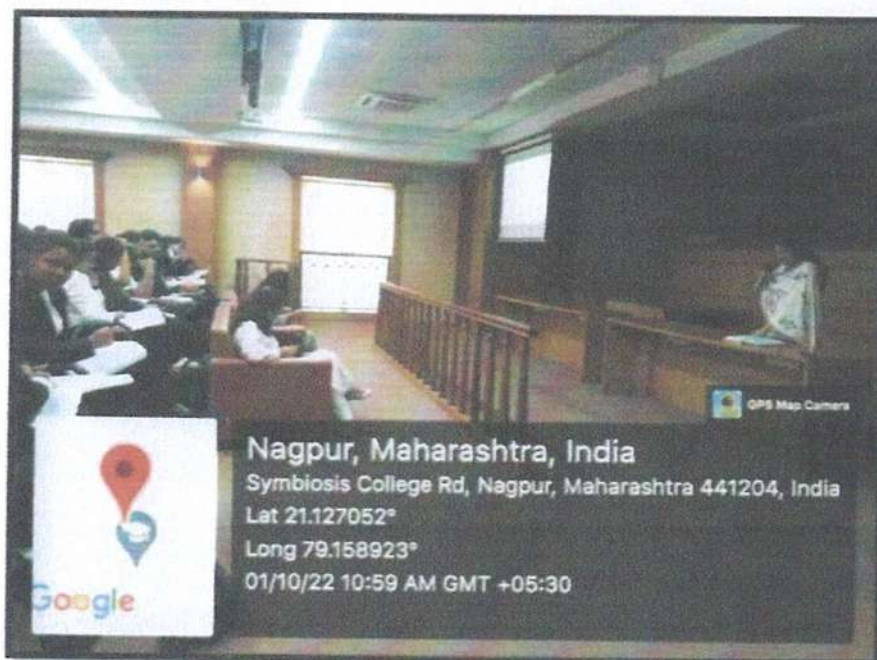 GPS Map Camera
Nagpur, Maharashtra, India
Symbiosis College Rd, Nagpur, Maharashtra 441204, India
Lat 21.127052°
Long 79.158923°
01/10/22 10:59 AM GMT +05:30
Google